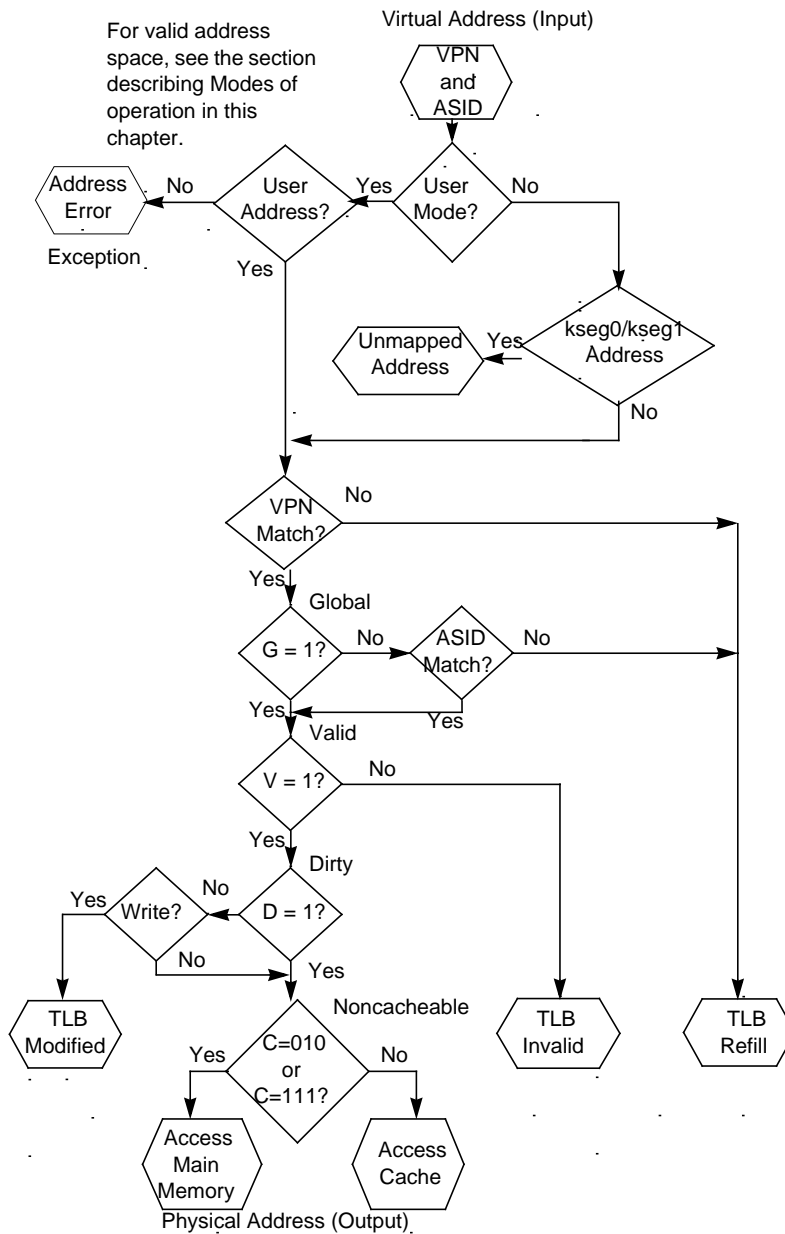 Virtual Address (Input)
For valid address
space, see the section
describing Modes of
operation in this
chapter.
VPN
and
ASID
Address
Error
No
User
Address?
Yes
User
Mode?
No
Exception
Yes
Unmapped
Address
Yes
kseg0/kseg1
Address
No
VPN
Match?
No
Yes
Global
G = 1?
No
ASID
Match?
No
Yes
Yes
Valid
V = 1?
No
Yes
Dirty
Yes
Write?
No
D = 1?
No
Yes
TLB
Modified
Noncacheable
TLB
Invalid
TLB
Refill
Yes
C=010
or
C=111?
No
Access
Main
Memory
Access
Cache
Physical Address (Output)